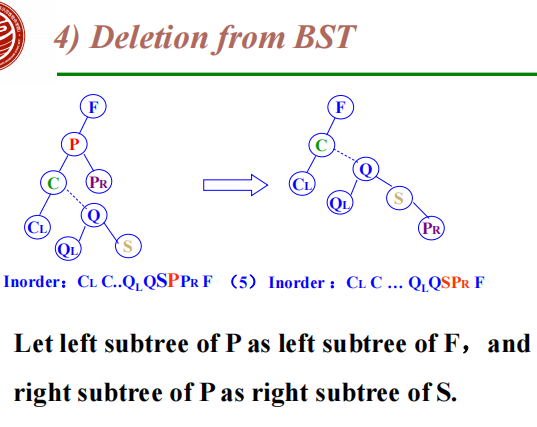 4) Deletion from BST
F
P
C
PR
CL
Q
QL
S
F
C
Q
CL
QL
S
PR
Inorder：CL C..QLQSPPR F （5） Inorder：CL C … QLQSPR F
Let left subtree of P as left subtree of F，and
right subtree of P as right subtree of S.